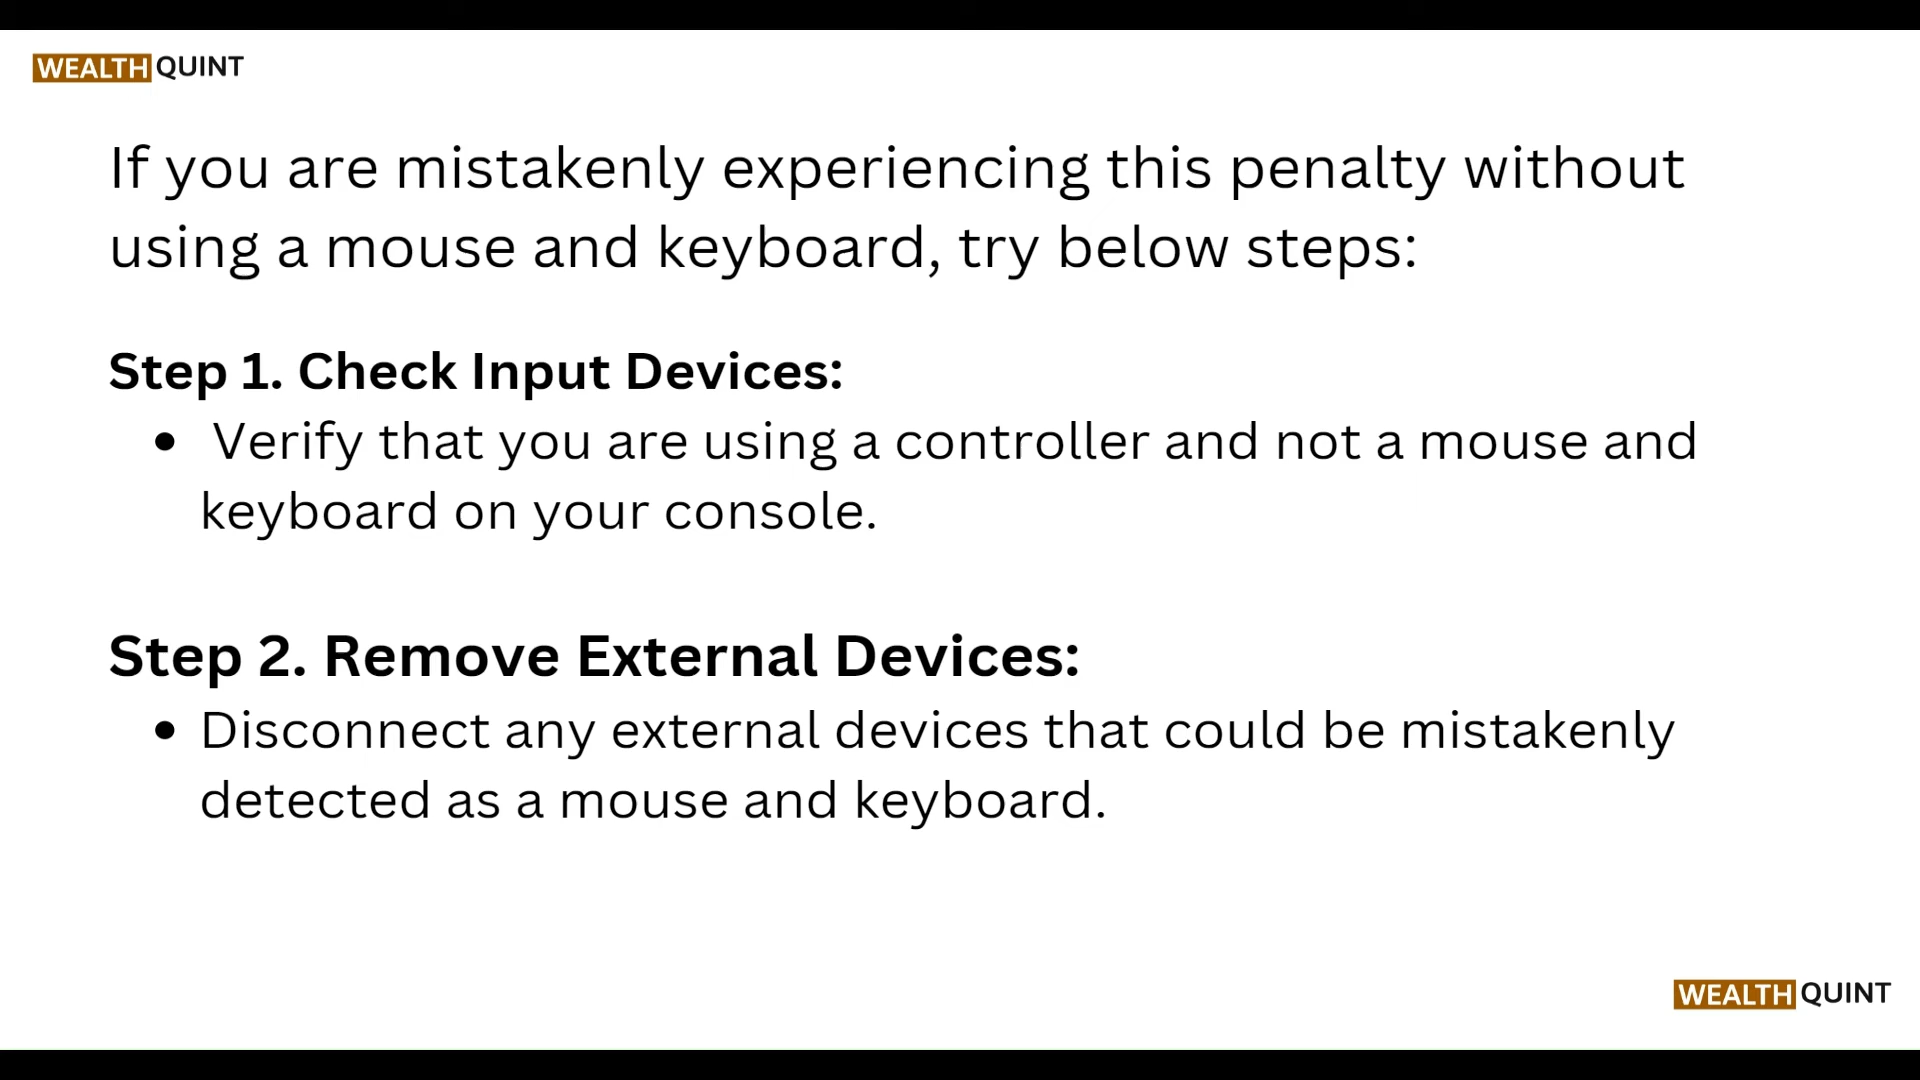 WEALTH QUINT
If you are mistakenly experiencing this penalty without
using a mouse and keyboard, try below steps:
Step 1. Check Input Devices:
• Verify that you are using a controller and not a mouse and
keyboard on your console.
Step 2. Remove External Devices:
• Disconnect any external devices that could be mistakenly
detected as a mouse and keyboard.
WEALTH QUINT